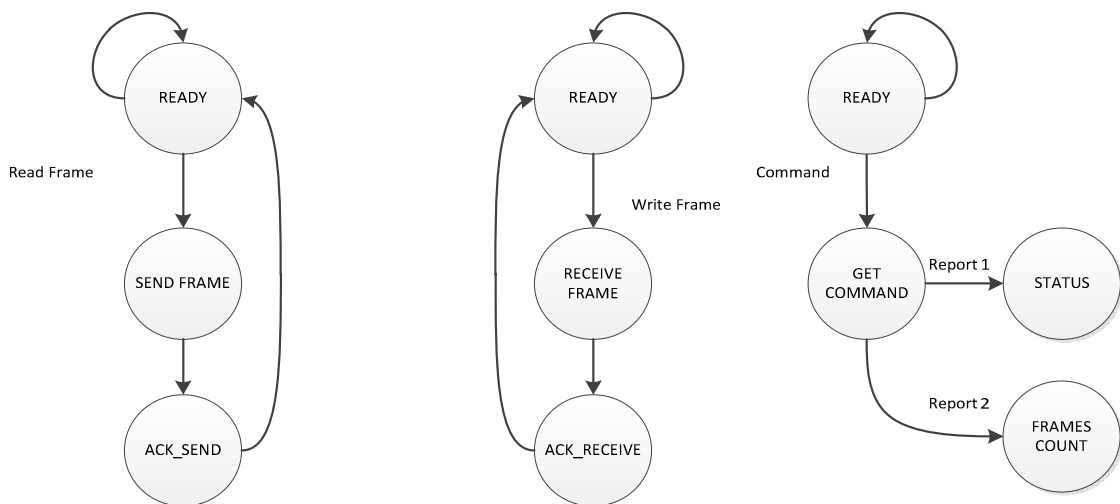 READY
Read Frame
SEND FRAME
ACK_SEND
READY
Write Frame
RECEIVE
FRAME
ACK_RECEIVE
READY
Command
GET
COMMAND
Report 1
STATUS
Report 2
FRAMES
COUNT